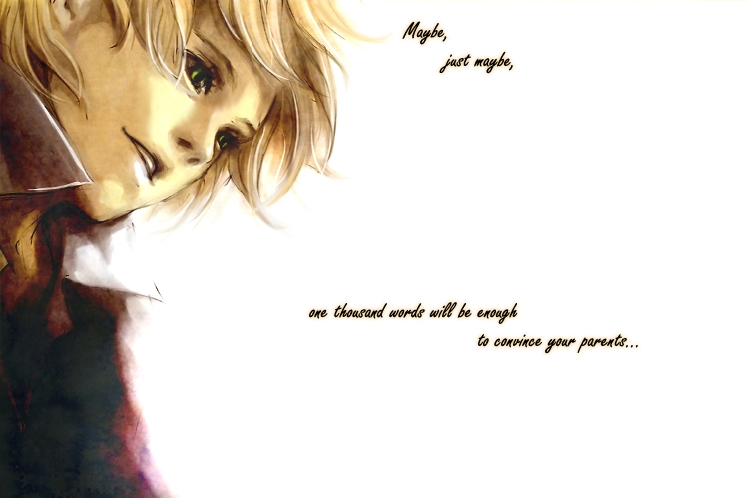 Maybe,
just maybe,
one thousand words will be enough
to convince your parents...